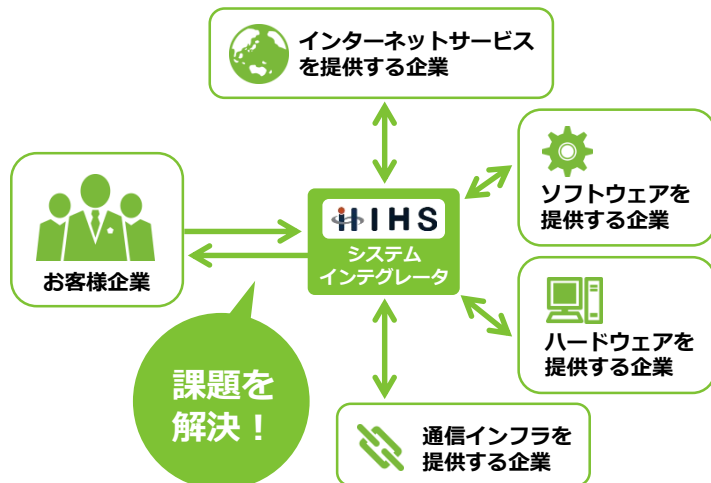 インターネットサービス
を提供する企業
ソフトウェアを
提供する企業
お客様企業
IHS
システム
インテグレータ
ハードウェアを
提供する企業
課題を
解決！
通信インフラを
提供する企業